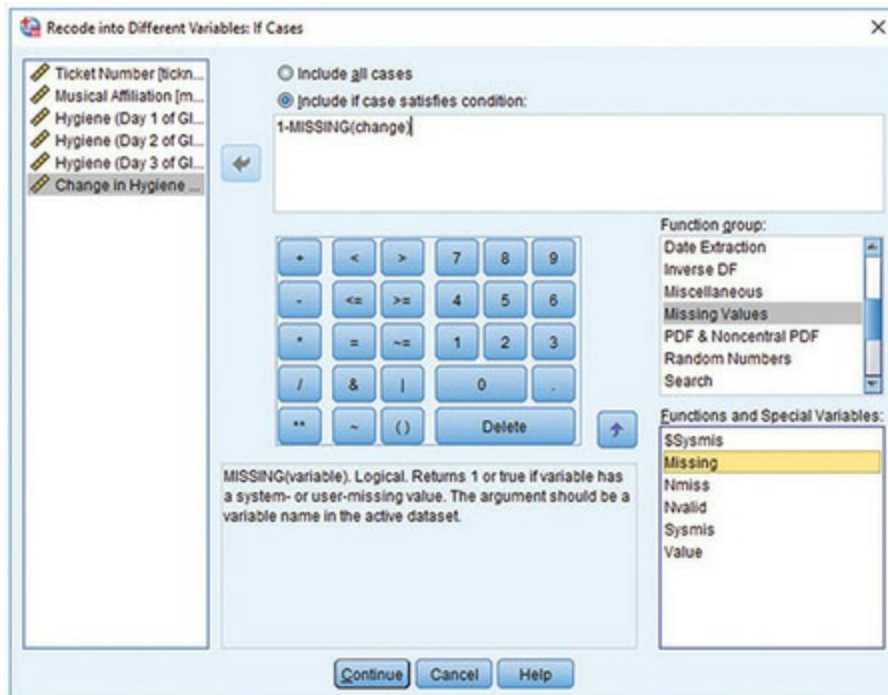 Recode into Different Variables: If Cases
Ticket Number [tickn...
Musical Affiliation [m...
Hygiene (Day 1 of Gl...
Hygiene (Day 2 of Gl...
Hygiene (Day 3 of Gl...
Change in Hygiene ...
Include all cases
Include if case satisfies condition:
1-MISSING(change)
+ < > 7 8 9
- <= >= 4 5 6
* = ~= 1 2 3
/ & | 0 .
** ~ ( ) Delete
MISSING(variable). Logical. Returns 1 or true if variable has
a system- or user-missing value. The argument should be a
variable name in the active dataset.
Function group:
Date Extraction
Inverse DF
Miscellaneous
Missing Values
PDF & Noncentral PDF
Random Numbers
Search
Functions and Special Variables:
$Sysmis
Missing
Nmiss
Nvalid
Sysmis
Value
Continue Cancel Help